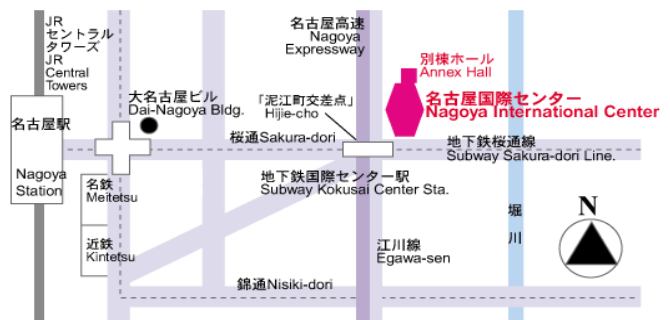 JR
セントラル
タワーズ
JR
Central
Towers
名古屋高速
Nagoya
Expressway
別棟ホール
Annex Hall
大名古屋ビル
Dai-Nagoya Bldg.
「泥江町交差点」
Hijie-cho
名古屋国際センター
Nagoya International Center
名古屋駅
桜通Sakura-dori
地下鉄桜通線
Subway Sakura-dori Line.
Nagoya
Station
名鉄
Meitetsu
地下鉄国際センター駅
Subway Kokusai Center Sta.
堀川
N
近鉄
Kintetsu
江川線
Egawa-sen
錦通Nisiki-dori